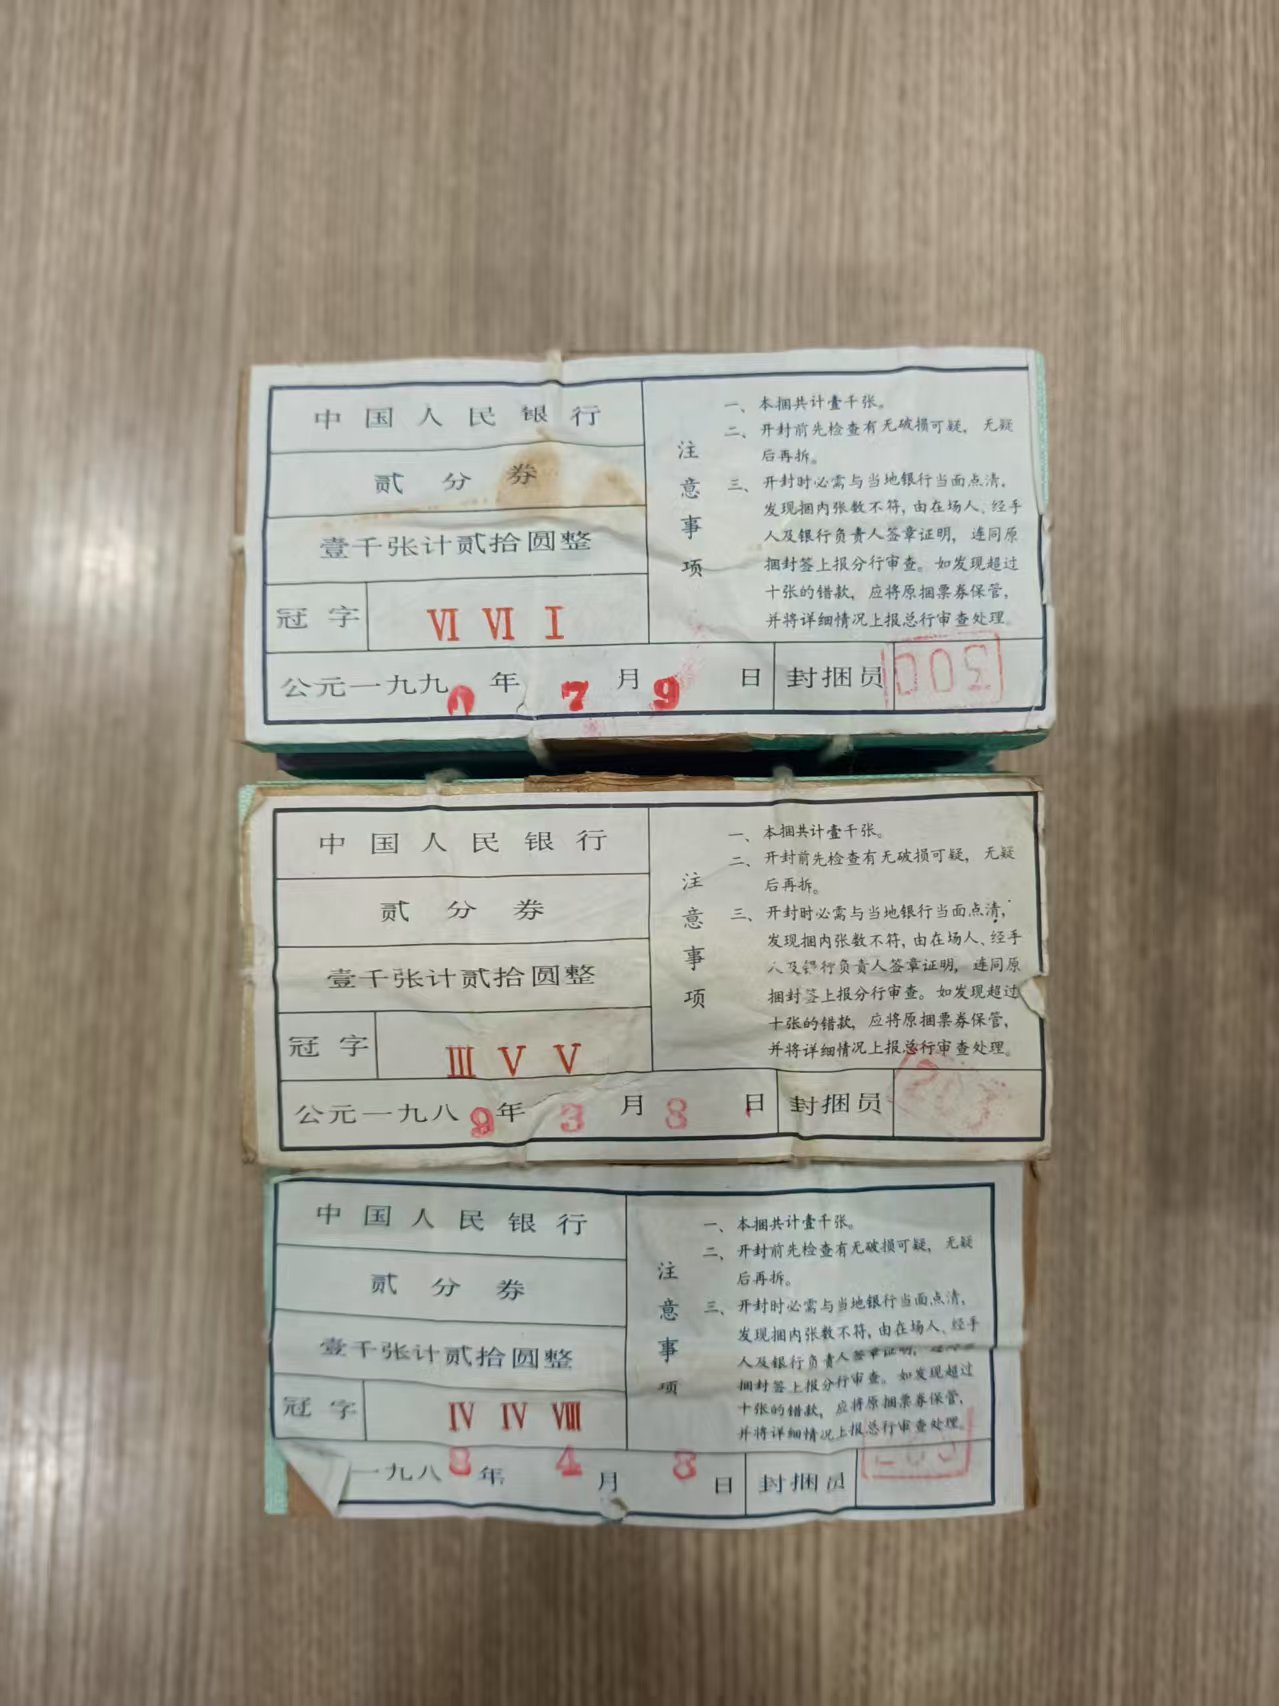 中国人民银行
贰分券
壹千张计贰拾圆整
冠字 Ⅵ Ⅵ Ⅰ
公元一九九0年7月9日 封捆员 300
注意事项
一、本捆共计壹千张。
二、开封前先检查有无破损可疑，无疑
后再拆。
三、开封时必需与当地银行当面点清，
发现捆内张数不符，由在场人、经手
人及银行负责人签章证明，连同原
捆封签上报分行审查。如发现超过
十张的错款，应将原捆票券保管，
并将详细情况上报总行审查处理。
中国人民银行
贰分券
壹千张计贰拾圆整
冠字 Ⅲ Ⅴ Ⅴ
公元一九八9年3月8日 封捆员
注意事项
一、本捆共计壹千张。
二、开封前先检查有无破损可疑，无疑
后再拆。
三、开封时必需与当地银行当面点清，
发现捆内张数不符，由在场人、经手
人及银行负责人签章证明，连同原
捆封签上报分行审查。如发现超过
十张的错款，应将原捆票券保管，
并将详细情况上报总行审查处理。
中国人民银行
贰分券
壹千张计贰拾圆整
冠字 Ⅳ Ⅳ Ⅷ
一九八8年4月8日 封捆员
注意事项
一、本捆共计壹千张。
二、开封前先检查有无破损可疑，无疑
后再拆。
三、开封时必需与当地银行当面点清，
发现捆内张数不符，由在场人、经手
人及银行负责人签章证明，连同原
捆封签上报分行审查。如发现超过
十张的错款，应将原捆票券保管，
并将详细情况上报总行审查处理。